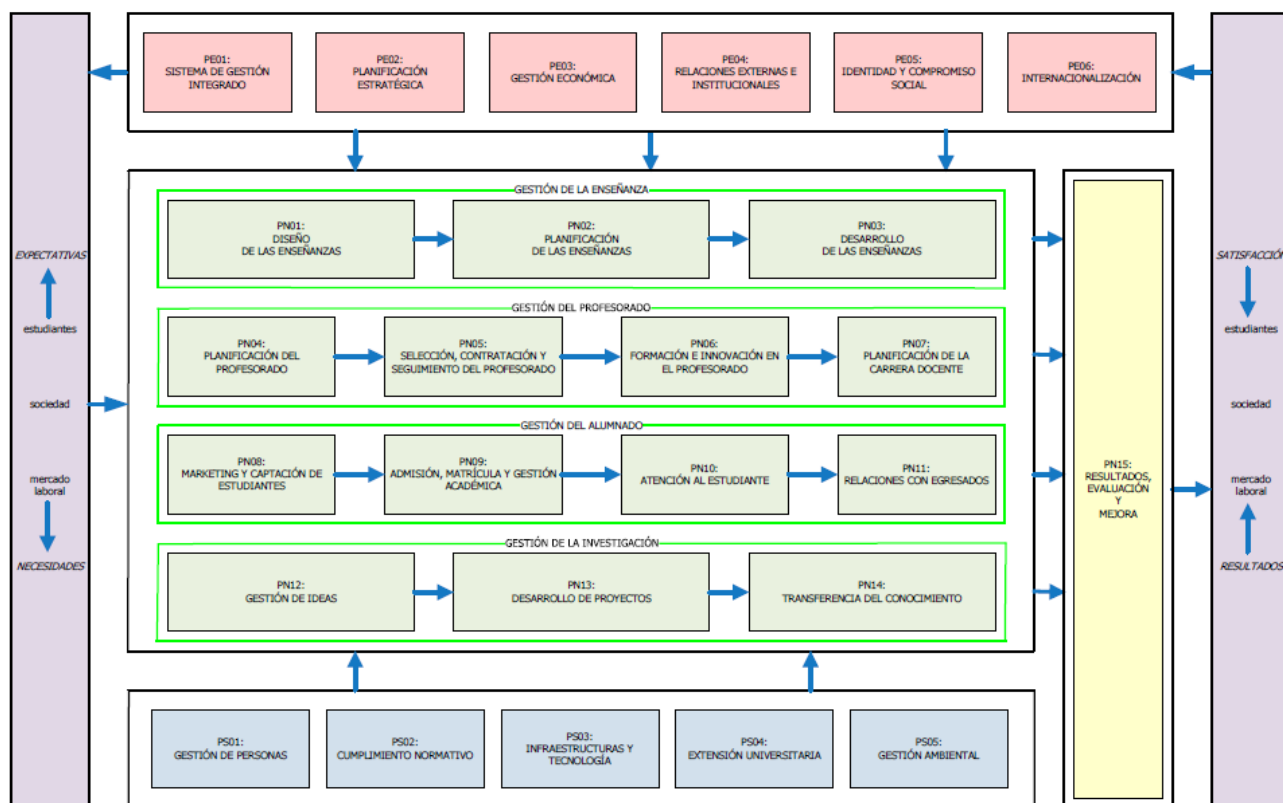 PE01:
SISTEMA DE GESTIÓN
INTEGRADO
PE02:
PLANIFICACIÓN
ESTRATÉGICA
PE03:
GESTIÓN ECONÓMICA
PE04:
RELACIONES EXTERNAS E
INSTITUCIONALES
PE05:
IDENTIDAD Y COMPROMISO
SOCIAL
PE06:
INTERNACIONALIZACIÓN
EXPECTATIVAS
estudiantes
sociedad
mercado
laboral
NECESIDADES
GESTIÓN DE LA ENSEÑANZA
PN01:
DISEÑO
DE LAS ENSEÑANZAS
PN02:
PLANIFICACIÓN
DE LAS ENSEÑANZAS
PN03:
DESARROLLO
DE LAS ENSEÑANZAS
GESTIÓN DEL PROFESORADO
PN04:
PLANIFICACIÓN DEL
PROFESORADO
PN05:
SELECCIÓN, CONTRATACIÓN Y
SEGUIMIENTO DEL PROFESORADO
PN06:
FORMACIÓN E INNOVACIÓN EN
EL PROFESORADO
PN07:
PLANIFICACIÓN DE LA
CARRERA DOCENTE
GESTIÓN DEL ALUMNADO
PN08:
MARKETING Y CAPTACIÓN DE
ESTUDIANTES
PN09:
ADMISIÓN, MATRÍCULA Y GESTIÓN
ACADÉMICA
PN10:
ATENCIÓN AL ESTUDIANTE
PN11:
RELACIONES CON EGRESADOS
GESTIÓN DE LA INVESTIGACIÓN
PN12:
GESTIÓN DE IDEAS
PN13:
DESARROLLO DE PROYECTOS
PN14:
TRANSFERENCIA DEL CONOCIMIENTO
PN15:
RESULTADOS,
EVALUACIÓN
Y
MEJORA
SATISFACCIÓN
estudiantes
sociedad
mercado
laboral
RESULTADOS
PS01:
GESTIÓN DE PERSONAS
PS02:
CUMPLIMIENTO NORMATIVO
PS03:
INFRAESTRUCTURAS Y
TECNOLOGÍA
PS04:
EXTENSIÓN UNIVERSITARIA
PS05:
GESTIÓN AMBIENTAL